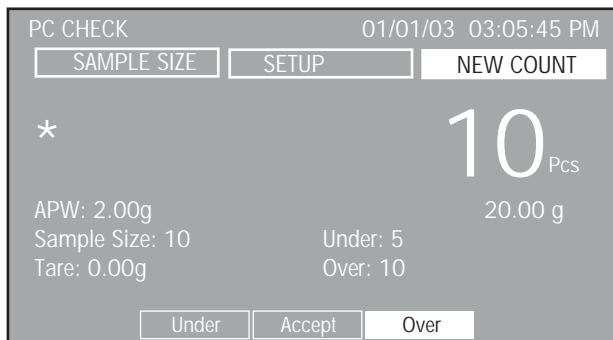 PC CHECK 01/01/03 03:05:45 PM
SAMPLE SIZE SETUP NEW COUNT
* 10 Pcs
APW: 2.00g 20.00 g
Sample Size: 10 Under: 5
Tare: 0.00g Over: 10
Under Accept Over